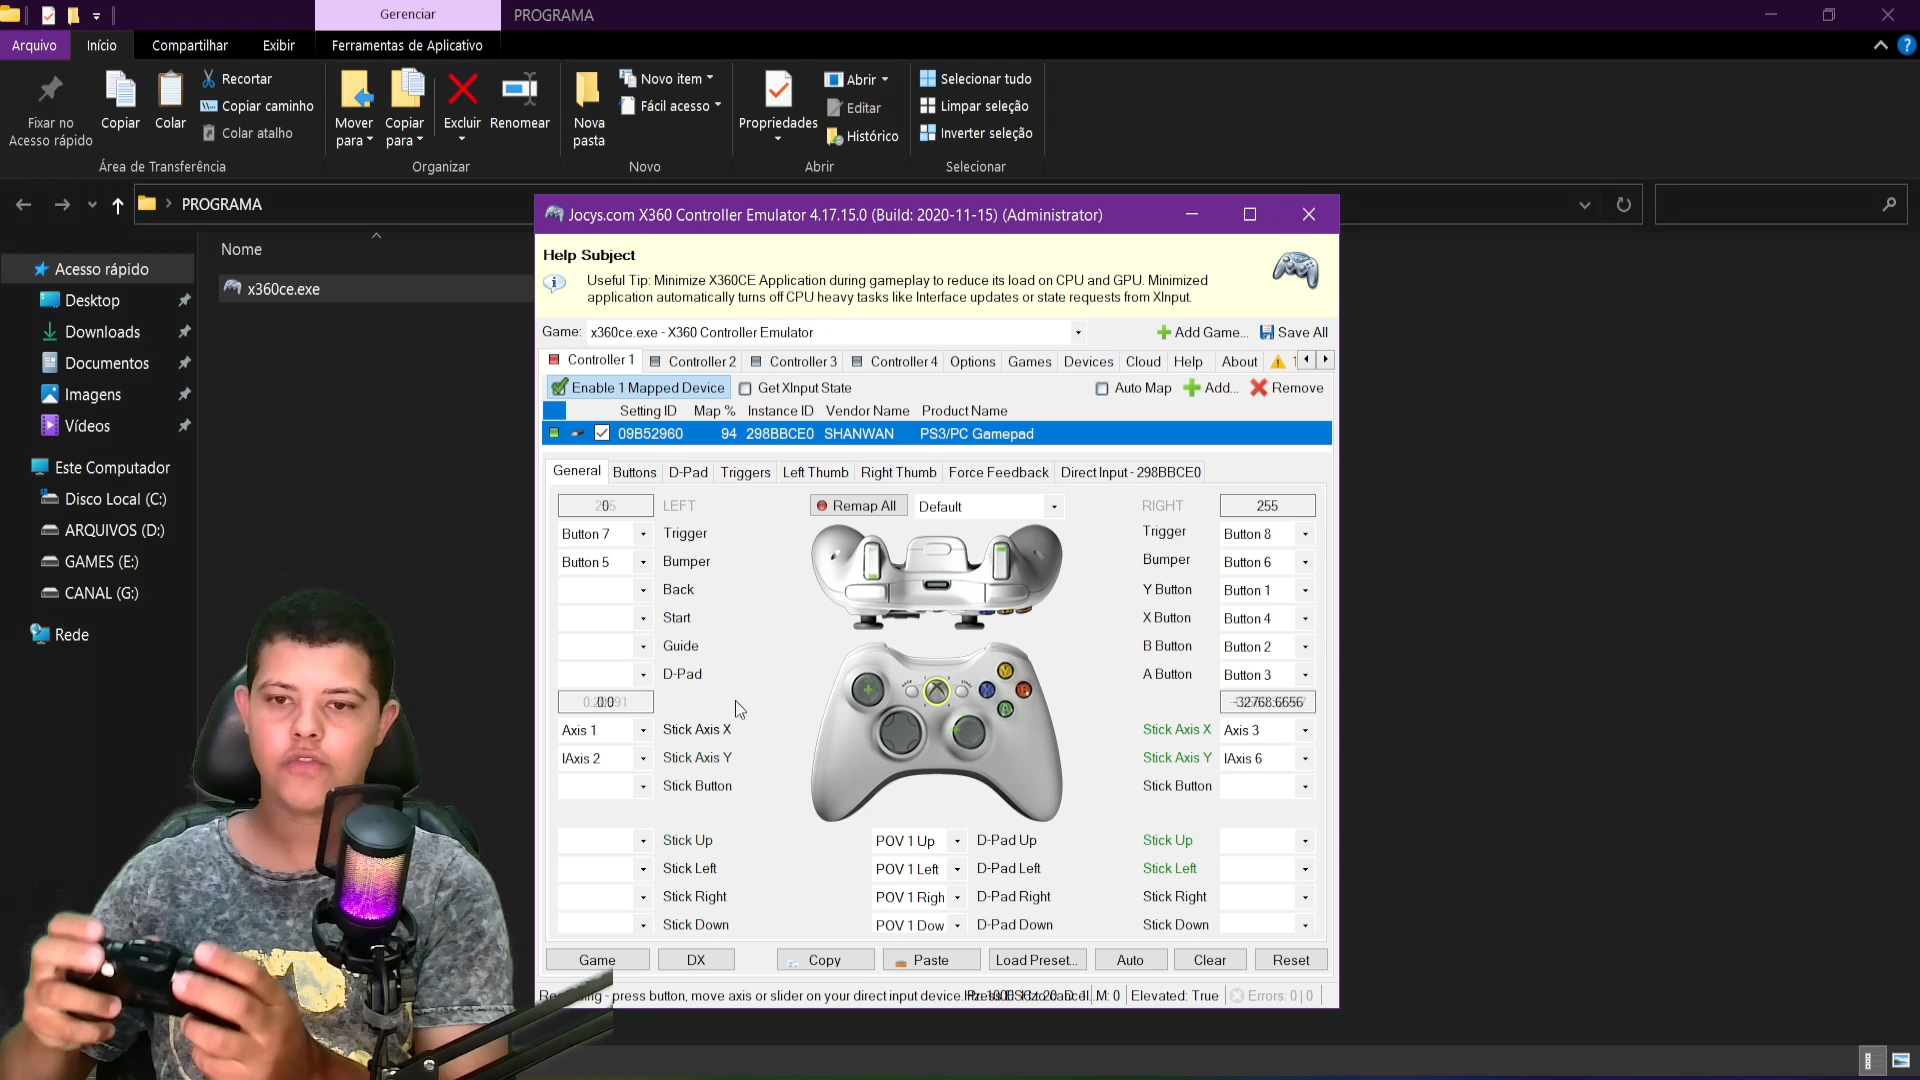 Gerenciar
PROGRAMA
Arquivo
Início
Compartilhar
Exibir
Ferramentas de Aplicativo
Fixar no
Acesso rápido
Copiar
Colar
Recortar
Copiar caminho
Colar atalho
Área de Transferência
Mover
para
Copiar
para
Excluir
Renomear
Organizar
Nova
pasta
Novo item
Fácil acesso
Novo
Propriedades
Abrir
Editar
Histórico
Abrir
Selecionar tudo
Limpar seleção
Inverter seleção
Selecionar
PROGRAMA
Nome
x360ce.exe
Acesso rápido
Desktop
Downloads
Documentos
Imagens
Vídeos
Este Computador
Disco Local (C:)
ARQUIVOS (D:)
GAMES (E:)
CANAL (G:)
Rede
Jocys.com X360 Controller Emulator 4.17.15.0 (Build: 2020-11-15) (Administrator)
Help Subject
Useful Tip: Minimize X360CE Application during gameplay to reduce its load on CPU and GPU. Minimized
application automatically turns off CPU heavy tasks like Interface updates or state requests from XInput.
Game: x360ce.exe - X360 Controller Emulator
Add Game...
Save All
Controller 1
Controller 2
Controller 3
Controller 4
Options
Games
Devices
Cloud
Help
About
Enable 1 Mapped Device
Get XInput State
Auto Map
Add...
Remove
Setting ID Map % Instance ID Vendor Name Product Name
09B52960 94 298BBCE0 SHANWAN PS3/PC Gamepad
General
Buttons
D-Pad
Triggers
Left Thumb
Right Thumb
Force Feedback
Direct Input - 298BBCE0
LEFT
Remap All
Default
RIGHT
255
Button 7 Trigger
Trigger Button 8
Button 5 Bumper
Bumper Button 6
Back
Y Button Button 1
Start
X Button Button 4
Guide
B Button Button 2
D-Pad
A Button Button 3
Axis 1 Stick Axis X
Stick Axis X Axis 3
IAxis 2 Stick Axis Y
Stick Axis Y IAxis 6
Stick Button
Stick Button
Stick Up
POV 1 Up D-Pad Up
Stick Up
Stick Left
POV 1 Left D-Pad Left
Stick Left
Stick Right
POV 1 Righ D-Pad Right
Stick Right
Stick Down
POV 1 Dow D-Pad Down
Stick Down
Game
DX
Copy
Paste
Load Preset...
Auto
Clear
Reset
- press button, move axis or slider on your direct input device.
M: 0
Elevated: True
Errors: 0 | 0